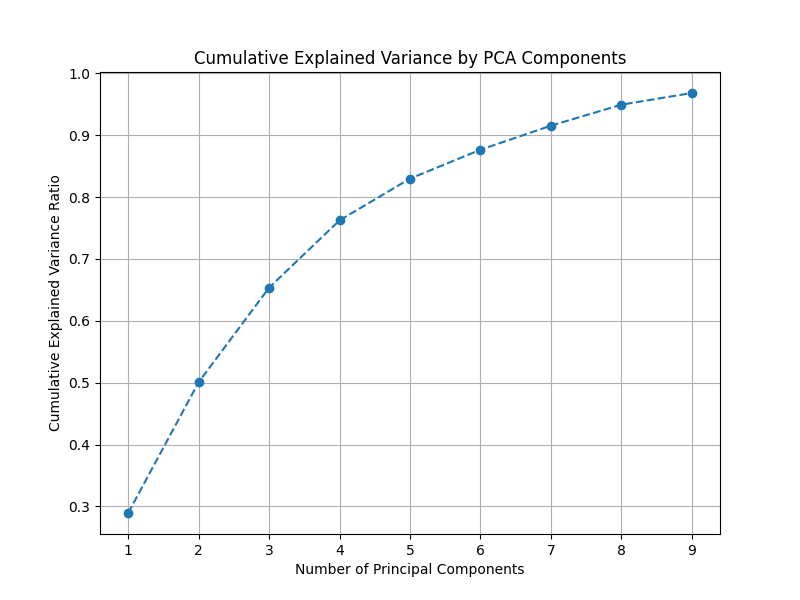 Cumulative Explained Variance by PCA Components
1.0
0.9
0.8
0.7
0.6
0.5
0.4
0.3
Cumulative Explained Variance Ratio
1 2 3 4 5 6 7 8 9
Number of Principal Components